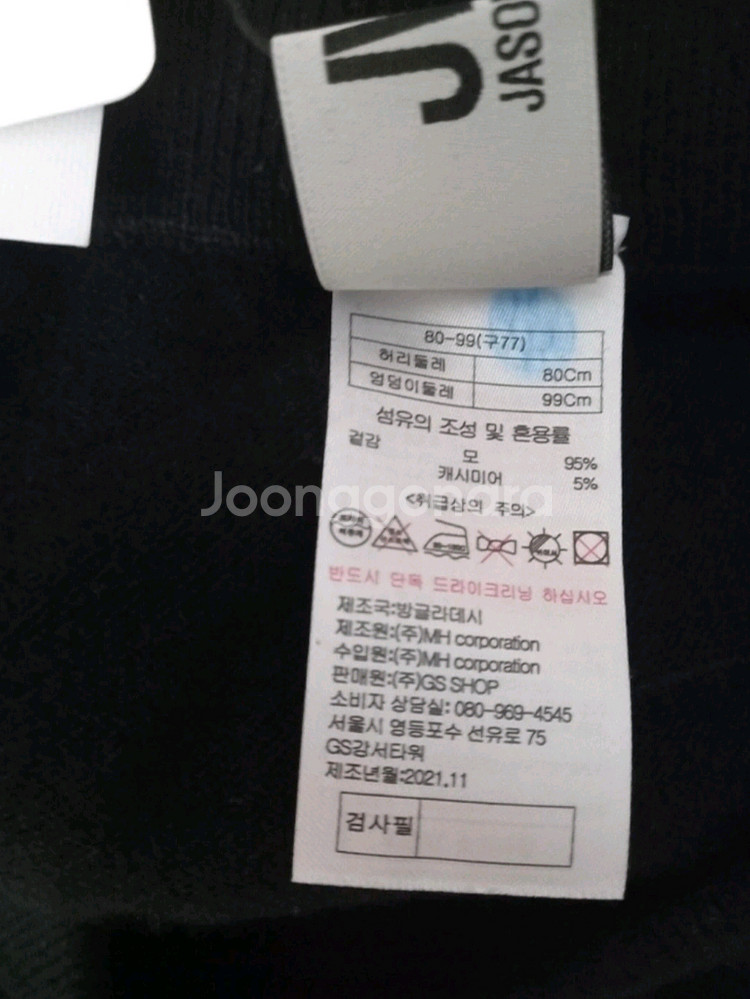 JASO
80-99(구77)
허리둘레 80Cm
엉덩이둘레 99Cm
섬유의 조성 및 혼용률
겉감 모 95%
캐시미어 5%
Joonggonara
<취급상의 주의>
반드시 단독 드라이크리닝 하십시오
제조국:방글라데시
제조원:(주)MH corporation
수입원:(주)MH corporation
판매원:(주)GS SHOP
소비자 상담실: 080-969-4545
서울시 영등포수 선유로 75
GS강서타워
제조년월:2021.11
검사필